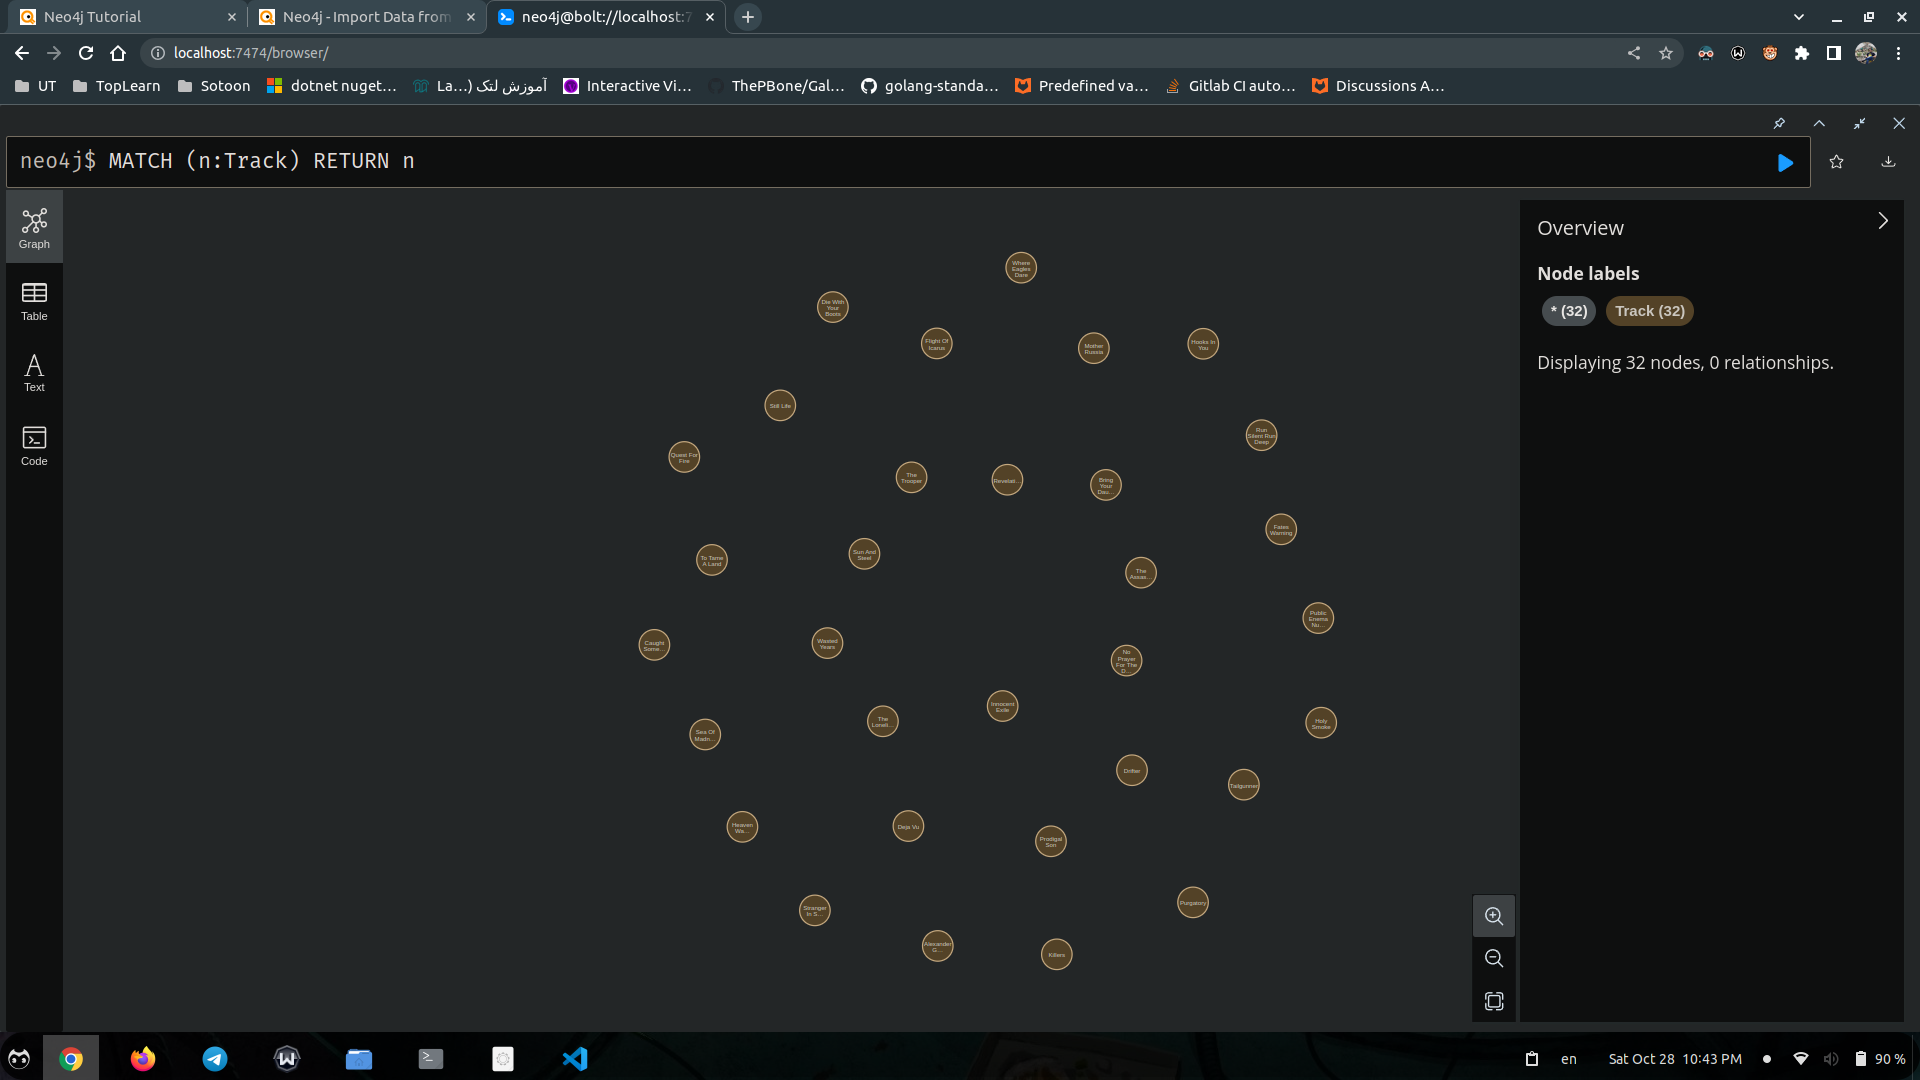 Neo4j Tutorial
Neo4j - Import Data from
neo4j@bolt://localhost:7
localhost:7474/browser/
UT
TopLearn
Sotoon
dotnet nuget...
La...) آموزش لتک
Interactive Vi...
ThePBone/Gal...
golang-standa...
Predefined va...
Gitlab CI auto...
Discussions A...
neo4j$ MATCH (n:Track) RETURN n
Graph
Table
Text
Code
Where Eagles Dare
Die With Your Boots
Flight Of Icarus
Mother Russia
Hooks In You
Still Life
Run Silent Run Deep
Quest For Fire
The Trooper
Revelati...
Bring Your Dau...
Fates Warning
To Tame A Land
Sun And Steel
The Assas...
Public Enema Nu...
Caught Some...
Wasted Years
No Prayer For The D...
Innocent Exile
The Loneli...
Holy Smoke
Sea Of Madn...
Drifter
Tailgunner
Heaven Wa...
Deja Vu
Prodigal Son
Purgatory
Stranger In S...
Alexander G...
Killers
Overview
Node labels
* (32)
Track (32)
Displaying 32 nodes, 0 relationships.
en
Sat Oct 28 10:43 PM
90 %